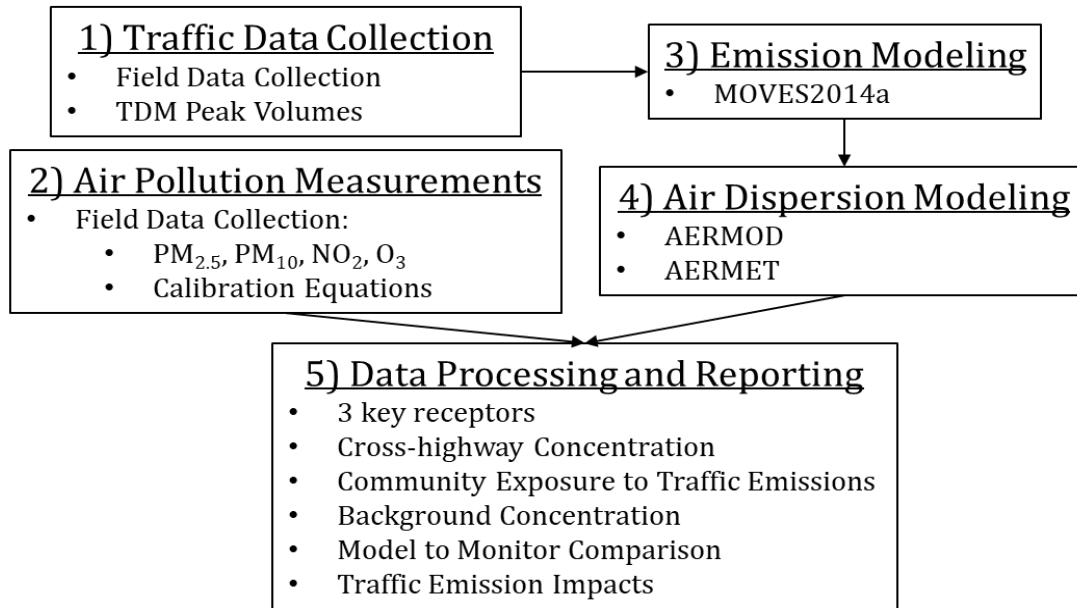 1) Traffic Data Collection
• Field Data Collection
• TDM Peak Volumes
3) Emission Modeling
• MOVES2014a
2) Air Pollution Measurements
• Field Data Collection:
• PM2.5, PM10, NO2, O3
• Calibration Equations
4) Air Dispersion Modeling
• AERMOD
• AERMET
5) Data Processing and Reporting
• 3 key receptors
• Cross-highway Concentration
• Community Exposure to Traffic Emissions
• Background Concentration
• Model to Monitor Comparison
• Traffic Emission Impacts